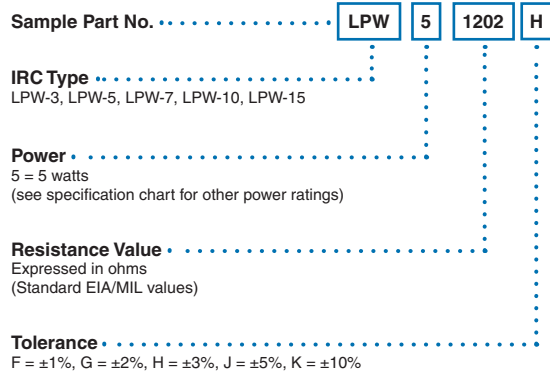 Sample Part No. LPW 5 1202 H
IRC Type
LPW-3, LPW-5, LPW-7, LPW-10, LPW-15
Power
5 = 5 watts
(see specification chart for other power ratings)
Resistance Value
Expressed in ohms
(Standard EIA/MIL values)
Tolerance
F = ±1%, G = ±2%, H = ±3%, J = ±5%, K = ±10%